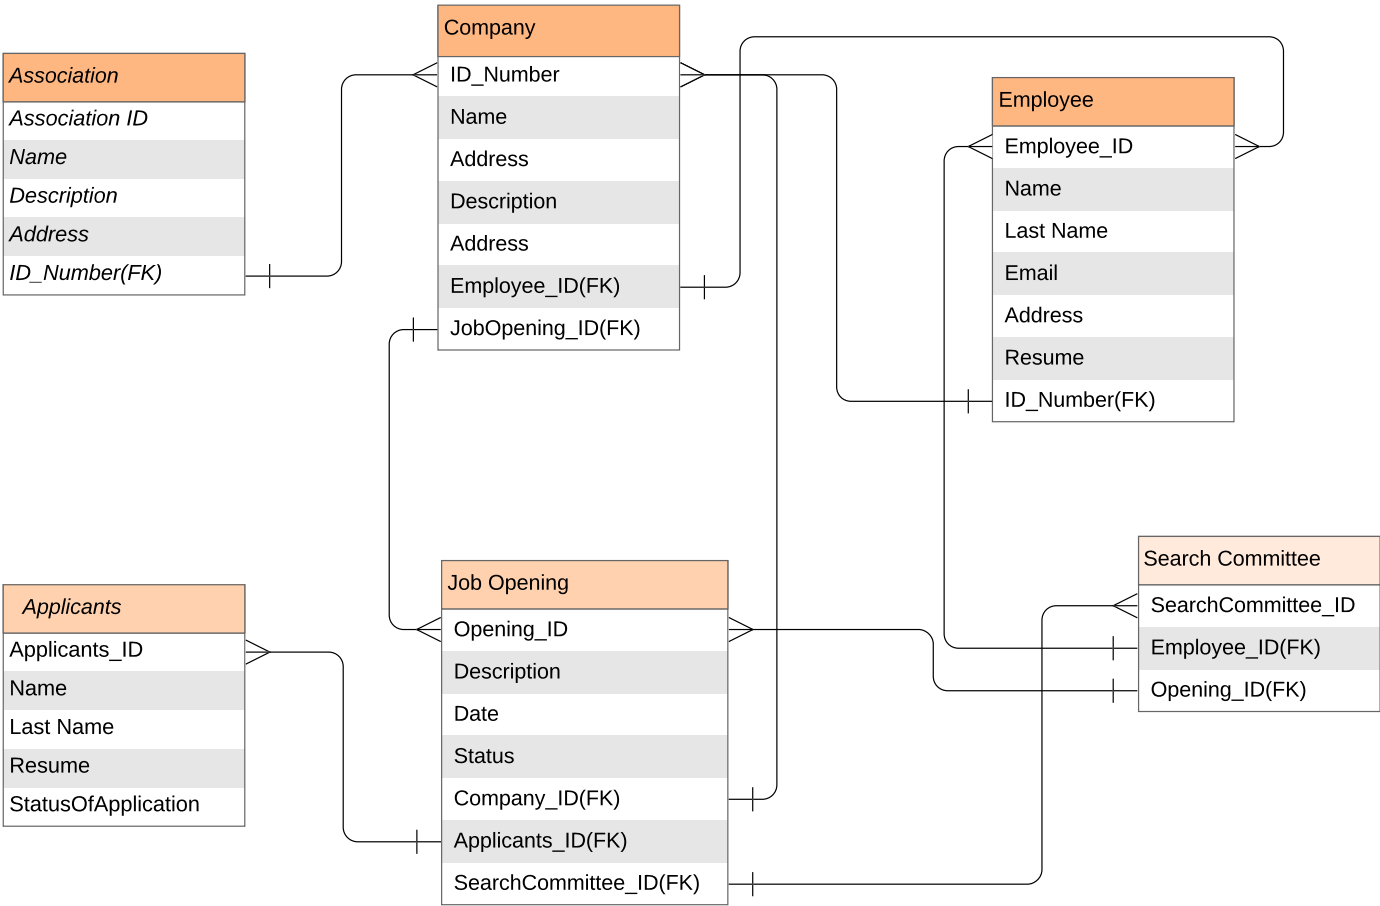 Association
Association ID
Name
Description
Address
ID_Number(FK)
Company
ID_Number
Name
Address
Description
Address
Employee_ID(FK)
JobOpening_ID(FK)
Employee
Employee_ID
Name
Last Name
Email
Address
Resume
ID_Number(FK)
Applicants
Applicants_ID
Name
Last Name
Resume
StatusOfApplication
Job Opening
Opening_ID
Description
Date
Status
Company_ID(FK)
Applicants_ID(FK)
SearchCommittee_ID(FK)
Search Committee
SearchCommittee_ID
Employee_ID(FK)
Opening_ID(FK)